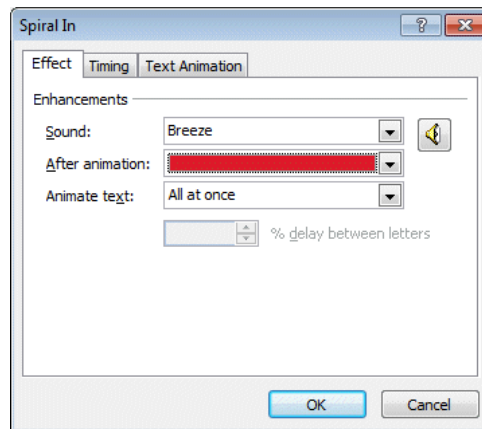 Spiral In
Effect Timing Text Animation
Enhancements
Sound: Breeze
After animation:
Animate text: All at once
% delay between letters
OK Cancel